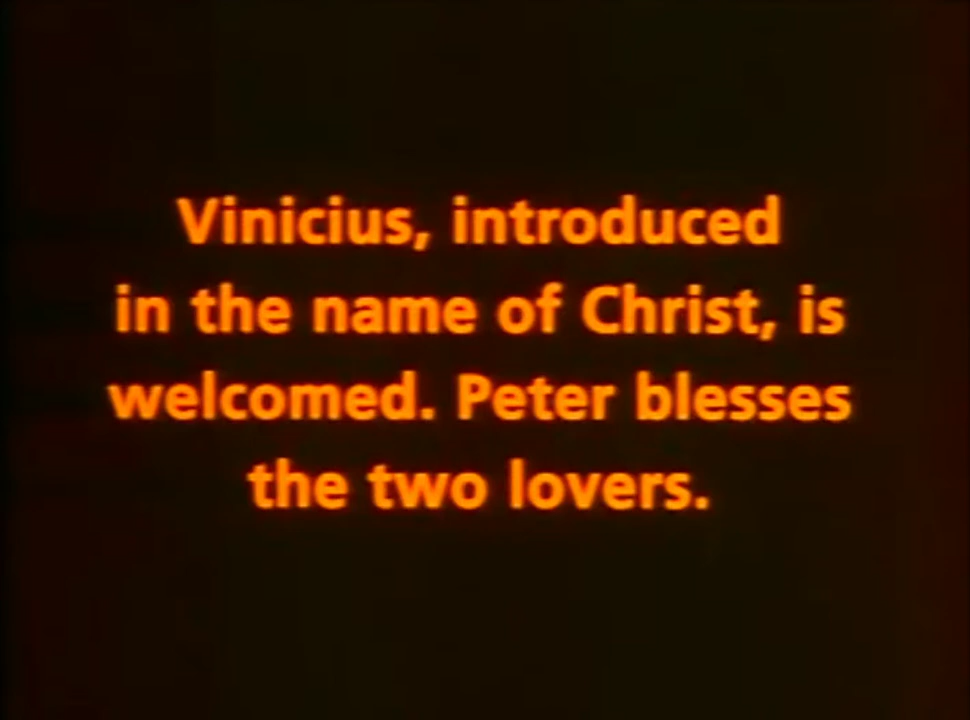 Vinicius, introduced
in the name of Christ, is
welcomed. Peter blesses
the two lovers.